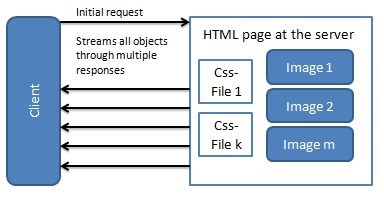 Initial request
Streams all objects
through multiple
responses
Client
HTML page at the server
Css-
File 1
Css-
File k
Image 1
Image 2
Image m